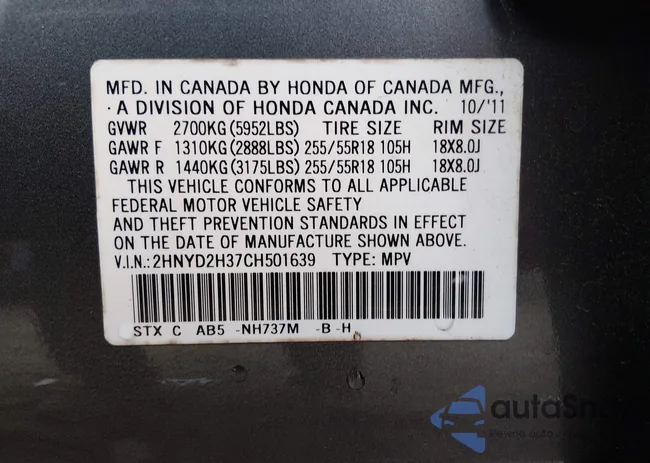 MFD. IN CANADA BY HONDA OF CANADA MFG.,
A DIVISION OF HONDA CANADA INC. 10/'11
GVWR 2700KG(5952LBS) TIRE SIZE RIM SIZE
GAWR F 1310KG(2888LBS) 255/55R18 105H 18X8.0J
GAWR R 1440KG(3175LBS) 255/55R18 105H 18X8.0J
THIS VEHICLE CONFORMS TO ALL APPLICABLE
FEDERAL MOTOR VEHICLE SAFETY
AND THEFT PREVENTION STANDARDS IN EFFECT
ON THE DATE OF MANUFACTURE SHOWN ABOVE.
V.I.N.:2HNYD2H37CH501639 TYPE: MPV
STX C AB5 -NH737M -B -H